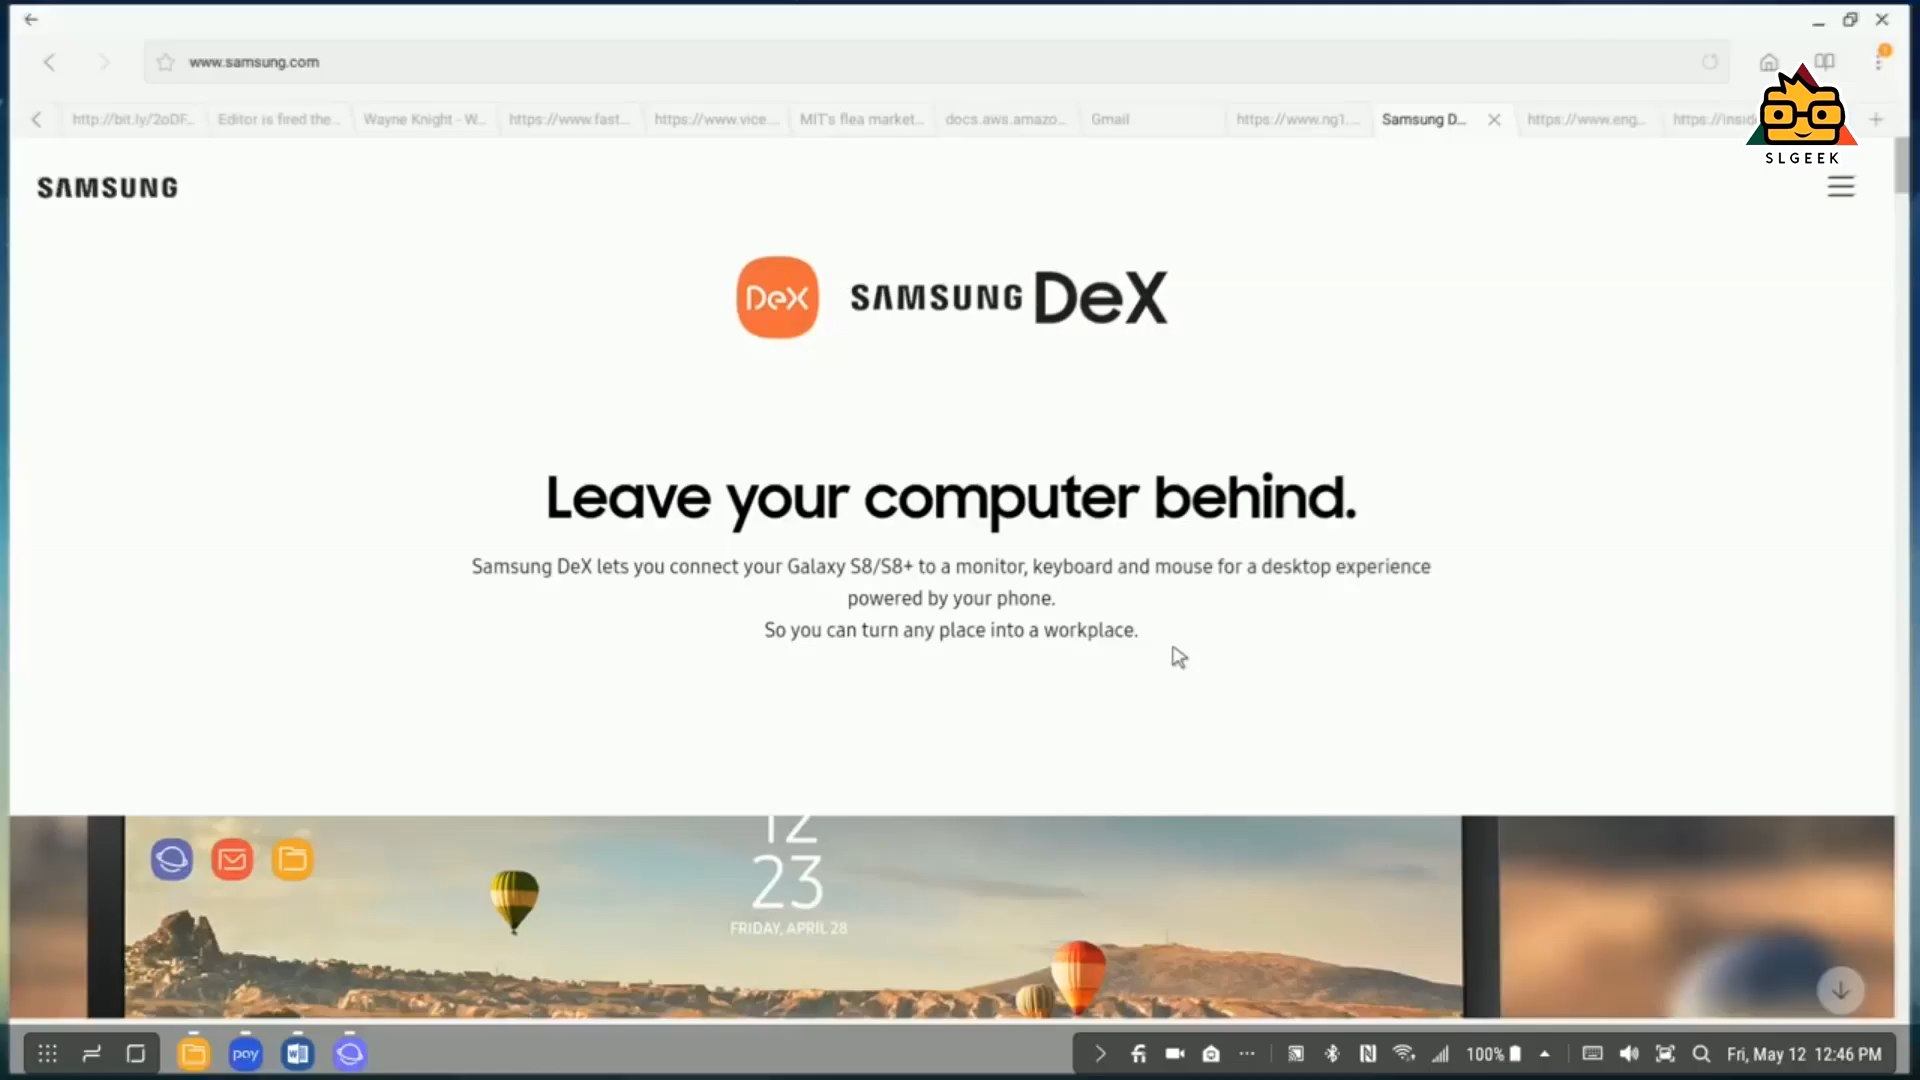 www.samsung.com
http://bit.ly/2oDF...
Editor is fired the...
Wayne Knight - W...
https://www.fast...
https://www.vice...
MIT's flea market...
docs.aws.amazo...
Gmail
https://www.ng1...
Samsung D...
https://www.eng...
https://insid
SLGEEK
SAMSUNG
DeX
SAMSUNG DeX
Leave your computer behind.
Samsung DeX lets you connect your Galaxy S8/S8+ to a monitor, keyboard and mouse for a desktop experience
powered by your phone.
So you can turn any place into a workplace.
12
23
FRIDAY, APRIL 28
pay
W
100%
Fri, May 12 12:46 PM